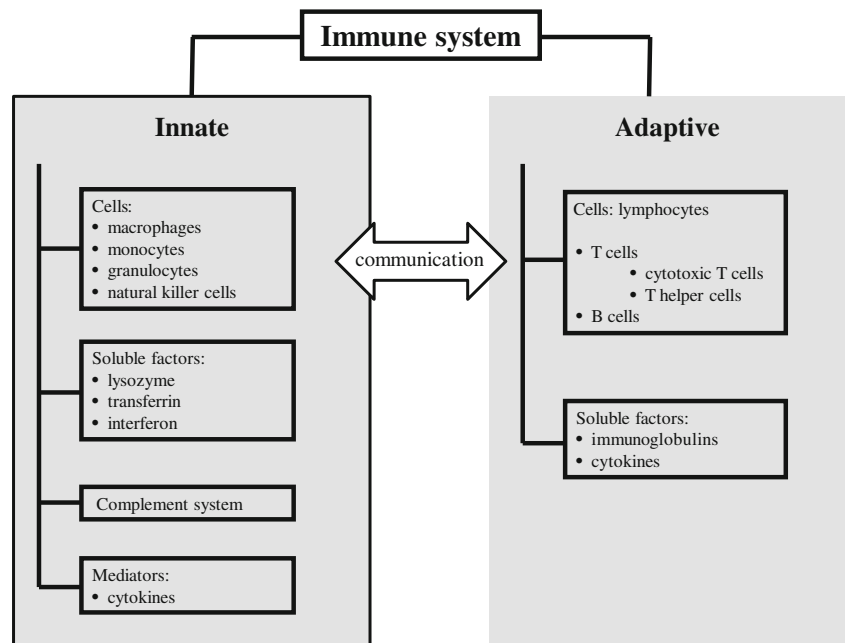 Immune system
Innate
Cells:
• macrophages
• monocytes
• granulocytes
• natural killer cells
Soluble factors:
• lysozyme
• transferrin
• interferon
Complement system
Mediators:
• cytokines
communication
Adaptive
Cells: lymphocytes
• T cells
• cytotoxic T cells
• T helper cells
• B cells
Soluble factors:
• immunoglobulins
• cytokines